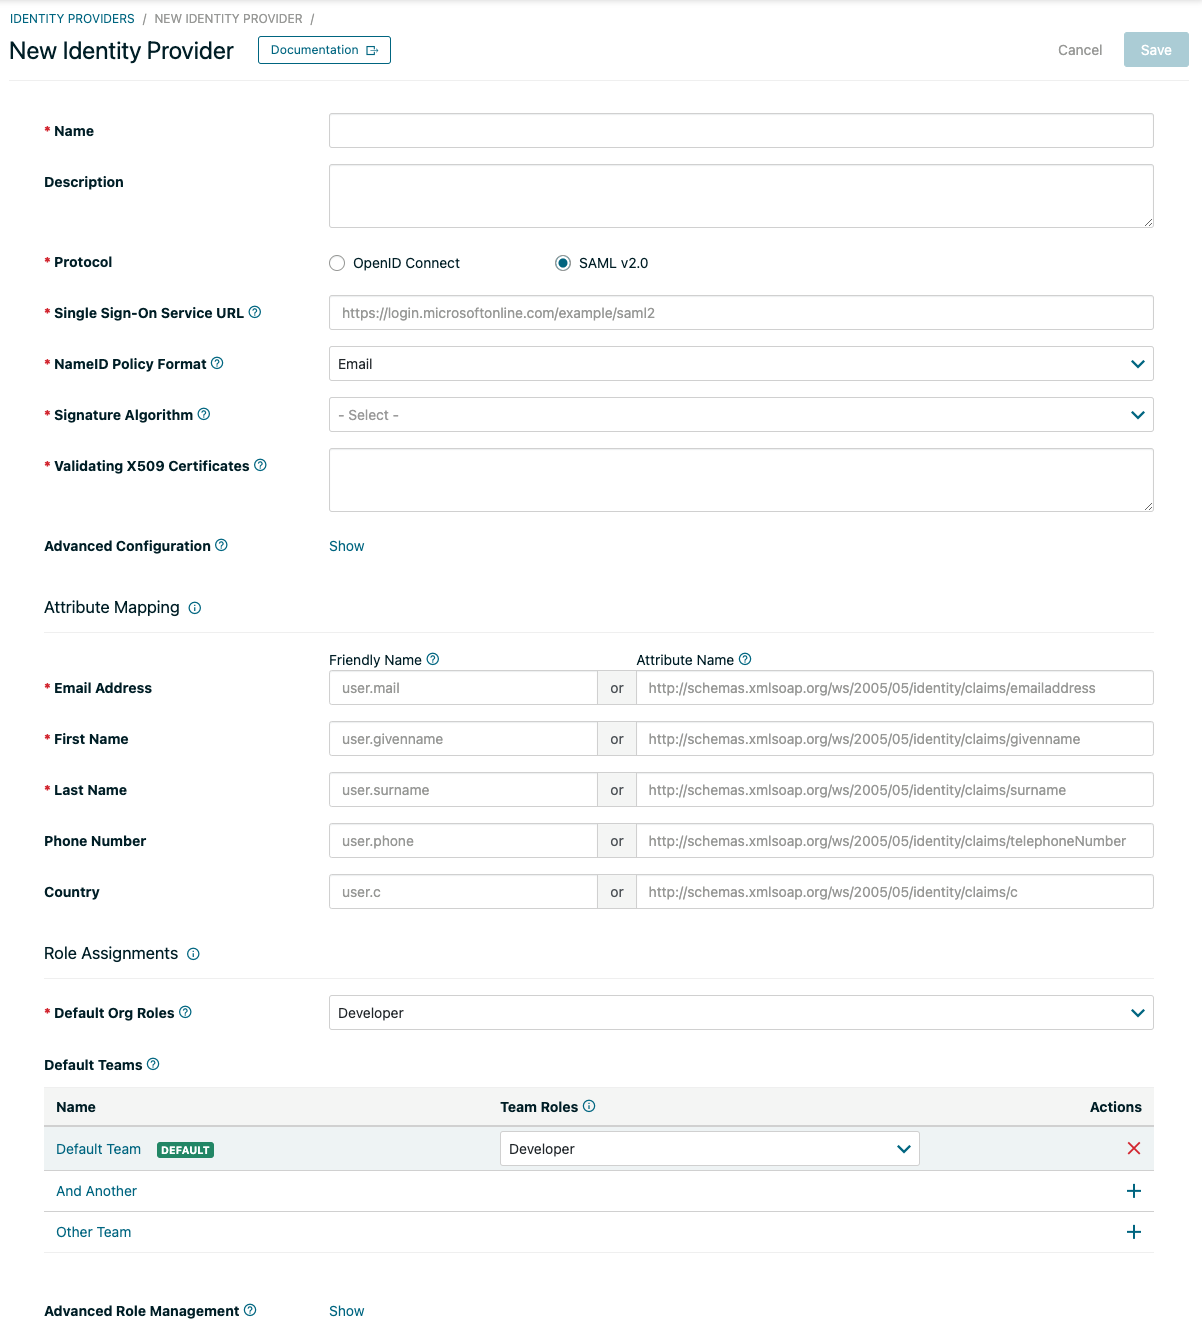 IDENTITY PROVIDERS / NEW IDENTITY PROVIDER /
New Identity Provider Documentation Cancel Save
* Name
Description
* Protocol OpenID Connect SAML v2.0
* Single Sign-On Service URL https://login.microsoftonline.com/example/saml2
* NameID Policy Format Email
* Signature Algorithm - Select -
* Validating X509 Certificates
Advanced Configuration Show
Attribute Mapping
Friendly Name Attribute Name
* Email Address user.mail or http://schemas.xmlsoap.org/ws/2005/05/identity/claims/emailaddress
* First Name user.givenname or http://schemas.xmlsoap.org/ws/2005/05/identity/claims/givenname
* Last Name user.surname or http://schemas.xmlsoap.org/ws/2005/05/identity/claims/surname
Phone Number user.phone or http://schemas.xmlsoap.org/ws/2005/05/identity/claims/telephoneNumber
Country user.c or http://schemas.xmlsoap.org/ws/2005/05/identity/claims/c
Role Assignments
* Default Org Roles Developer
Default Teams
Name Team Roles Actions
Default Team DEFAULT Developer
And Another
Other Team
Advanced Role Management Show